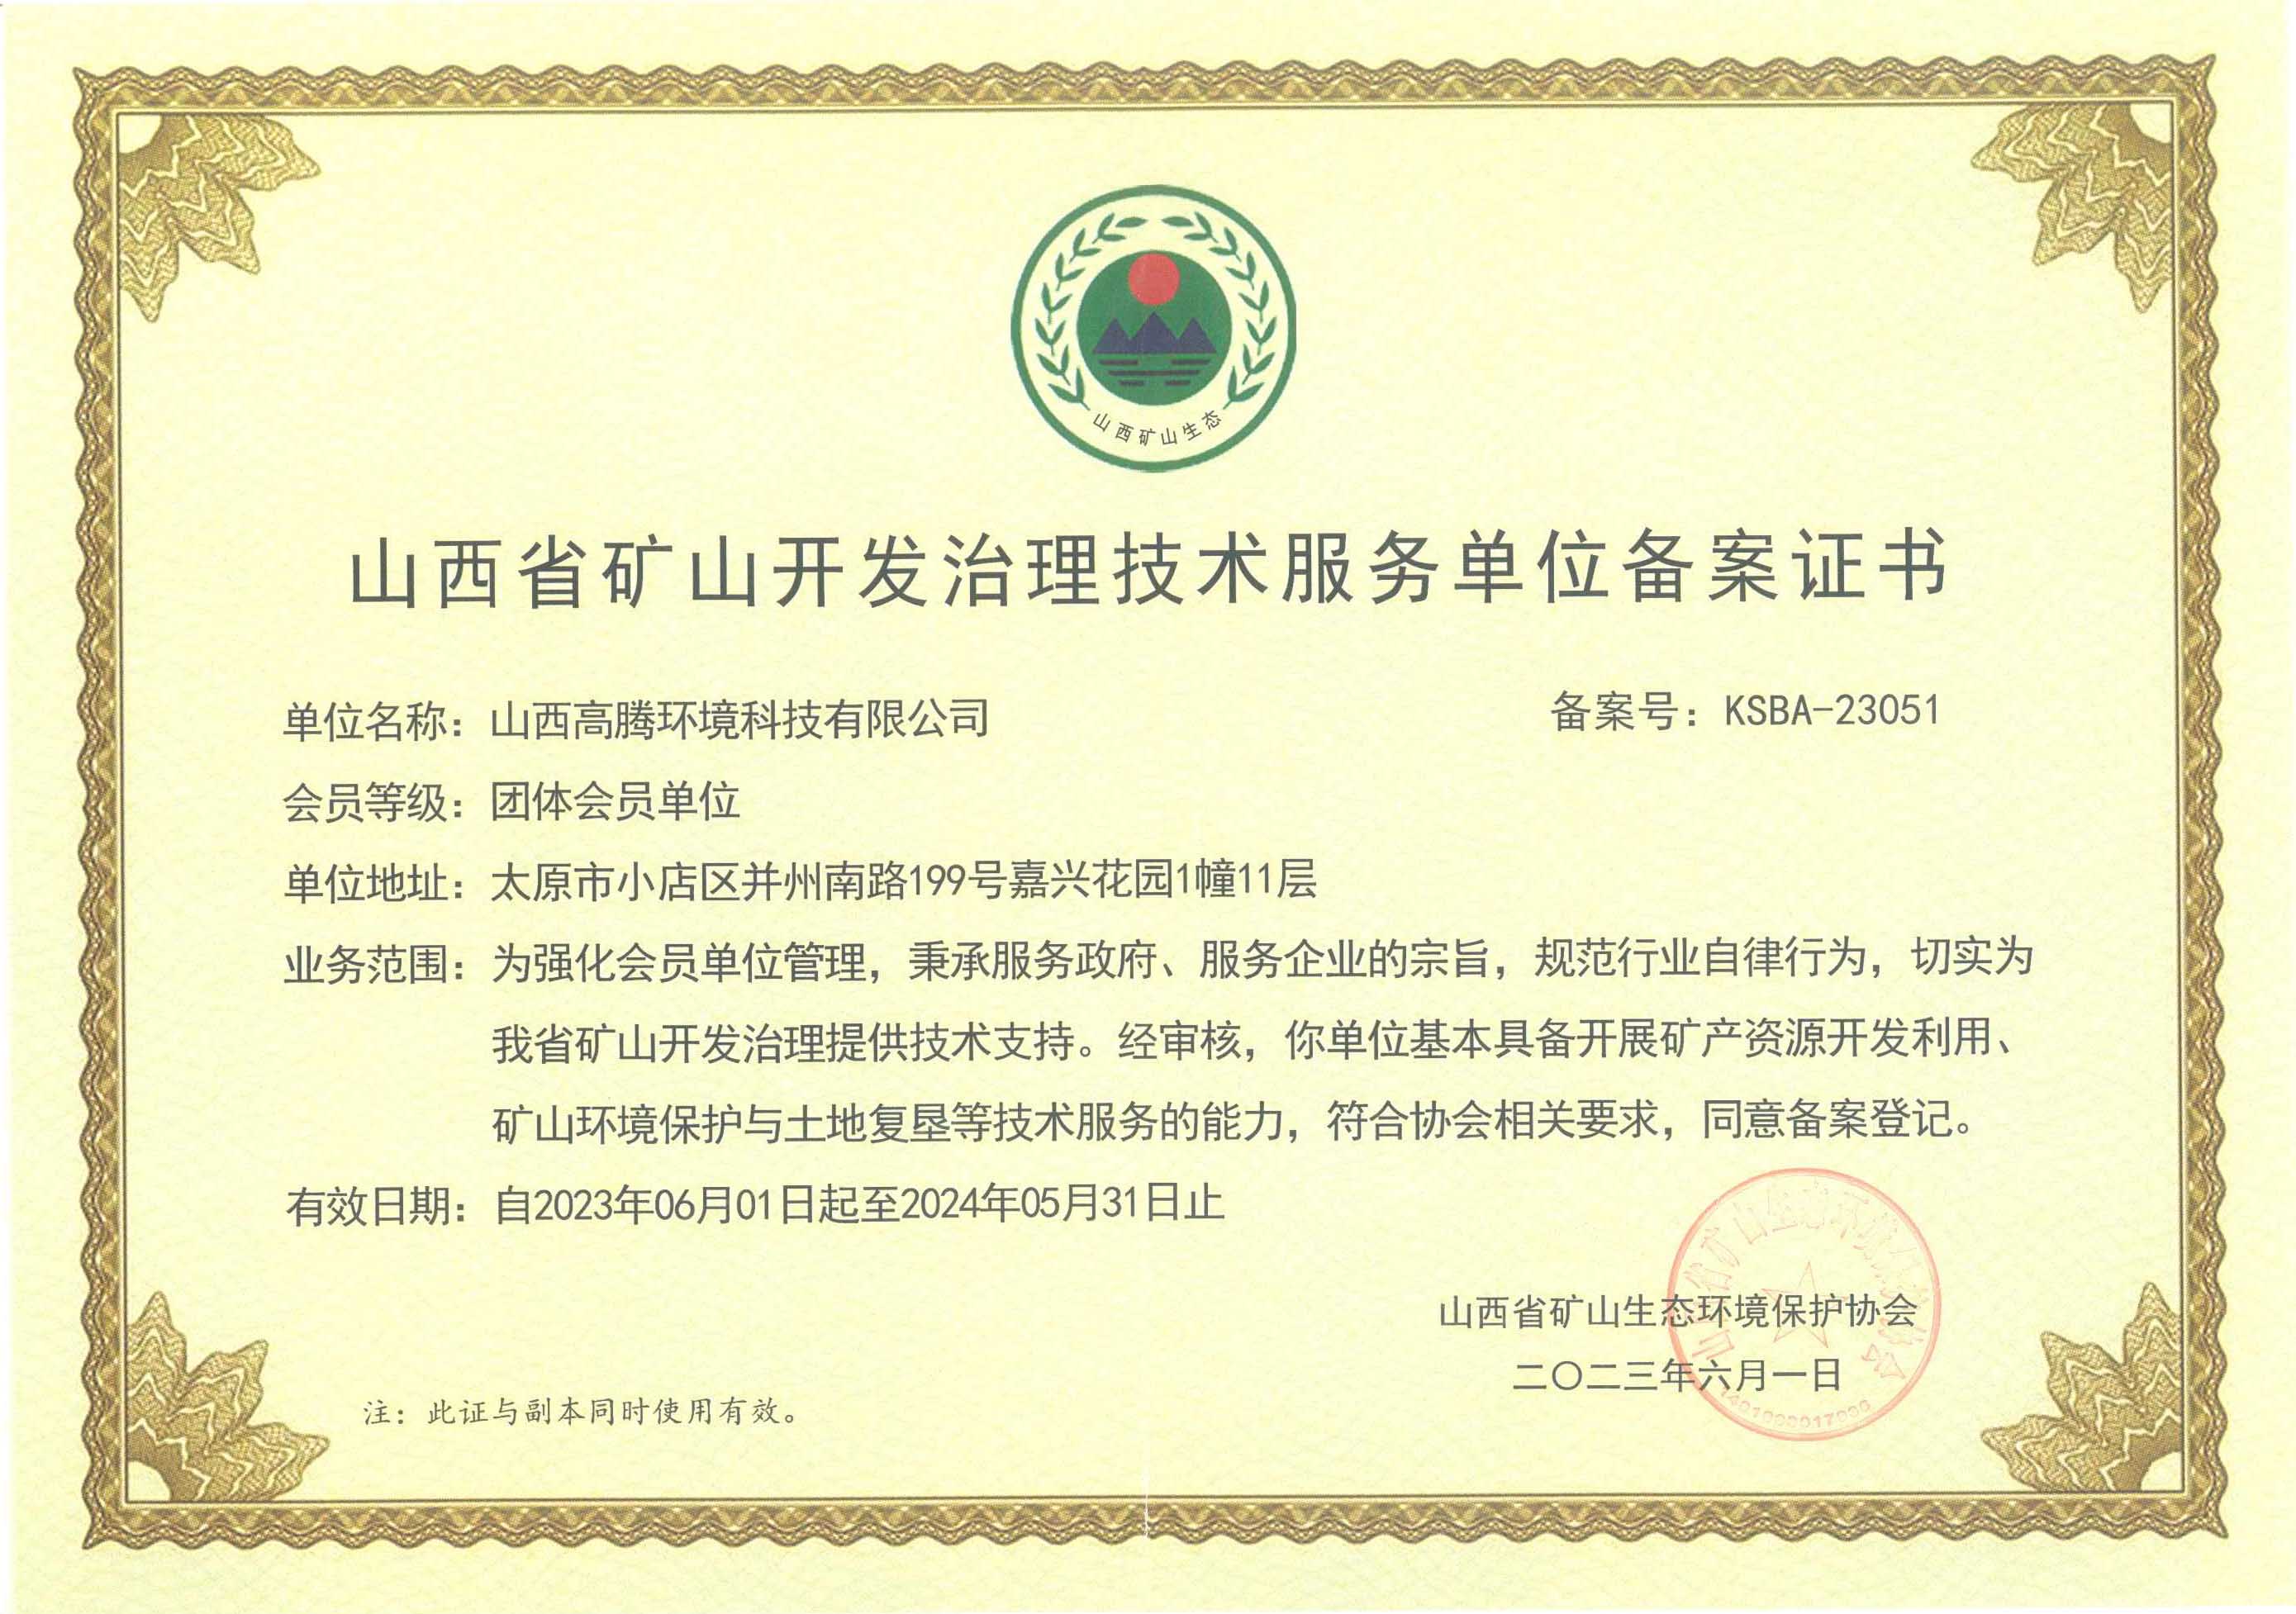 山西矿山生态
山西省矿山开发治理技术服务单位备案证书
单位名称：山西高腾环境科技有限公司
备案号：KSBA-23051
会员等级：团体会员单位
单位地址：太原市小店区并州南路199号嘉兴花园1幢11层
业务范围：为强化会员单位管理，秉承服务政府、服务企业的宗旨，规范行业自律行为，切实为
我省矿山开发治理提供技术支持。经审核，你单位基本具备开展矿产资源开发利用、
矿山环境保护与土地复垦等技术服务的能力，符合协会相关要求，同意备案登记。
有效日期：自2023年06月01日起至2024年05月31日止
山西省矿山生态环境保护协会
二〇二三年六月一日
注：此证与副本同时使用有效。